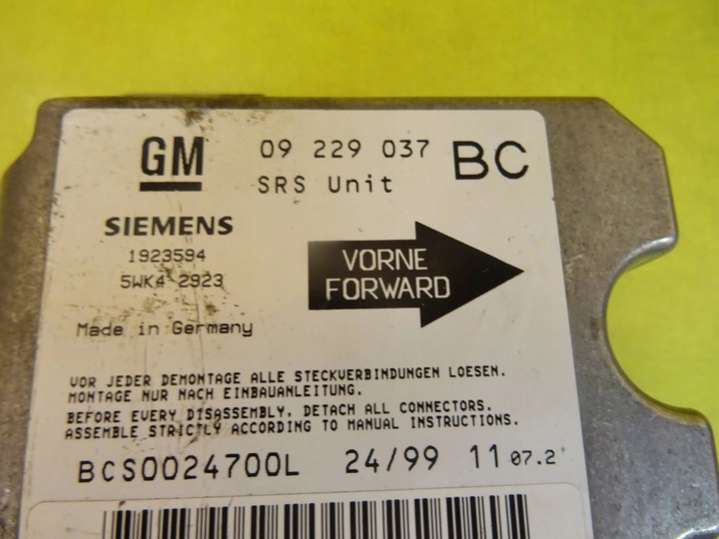 GM 09 229 037 BC
SRS Unit
SIEMENS
1923594
5WK4 2923
VORNE
FORWARD
Made in Germany
VOR JEDER DEMONTAGE ALLE STECKVERBINDUNGEN LOESEN.
MONTAGE NUR NACH EINBAUANLEITUNG.
BEFORE EVERY DISASSEMBLY, DETACH ALL CONNECTORS.
ASSEMBLE STRICTLY ACCORDING TO MANUAL INSTRUCTIONS.
BCS0024700L 24/99 11 07.2